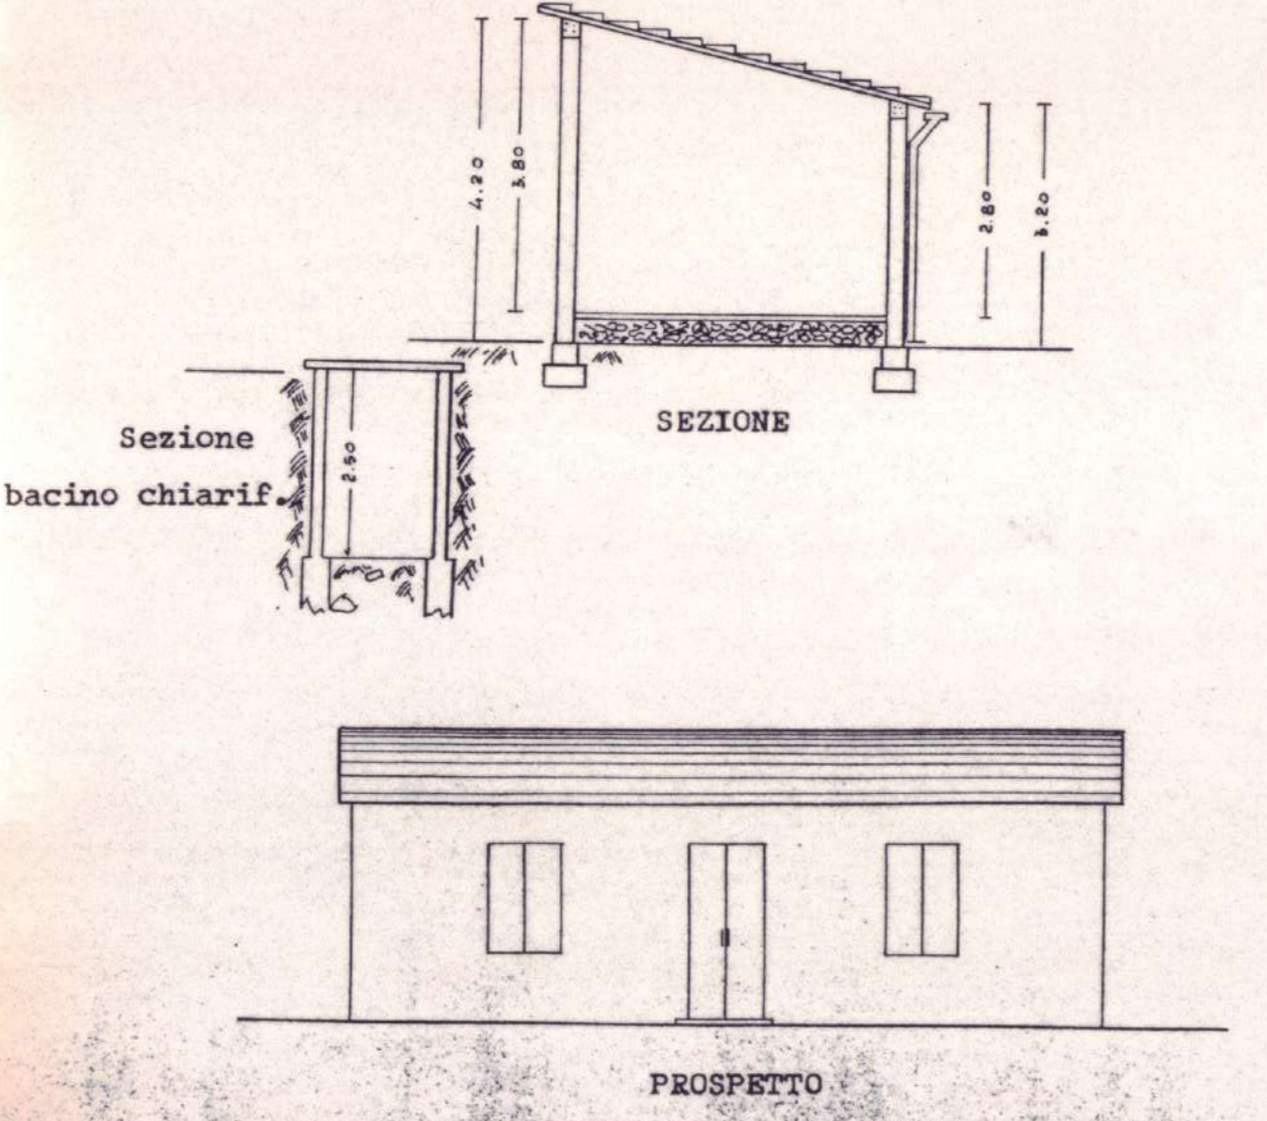 4.20
3.80
2.80
3.20
SEZIONE
Sezione
bacino chiarif.
2.50
PROSPETTO